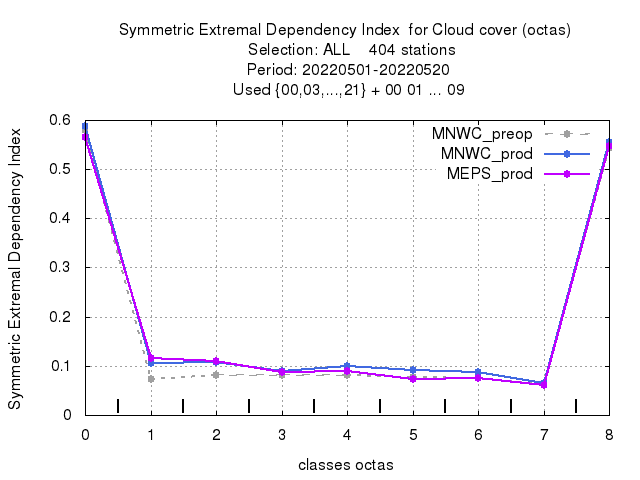 Symmetric Extremal Dependency Index  for Cloud cover (octas)
Selection: ALL    404 stations
Period: 20220501-20220520
Used {00,03,...,21} + 00 01 ... 09
Symmetric Extremal Dependency Index
0.6
0.5
0.4
0.3
0.2
0.1
0
MNWC_preop
MNWC_prod
MEPS_prod
0 1 2 3 4 5 6 7 8
classes octas